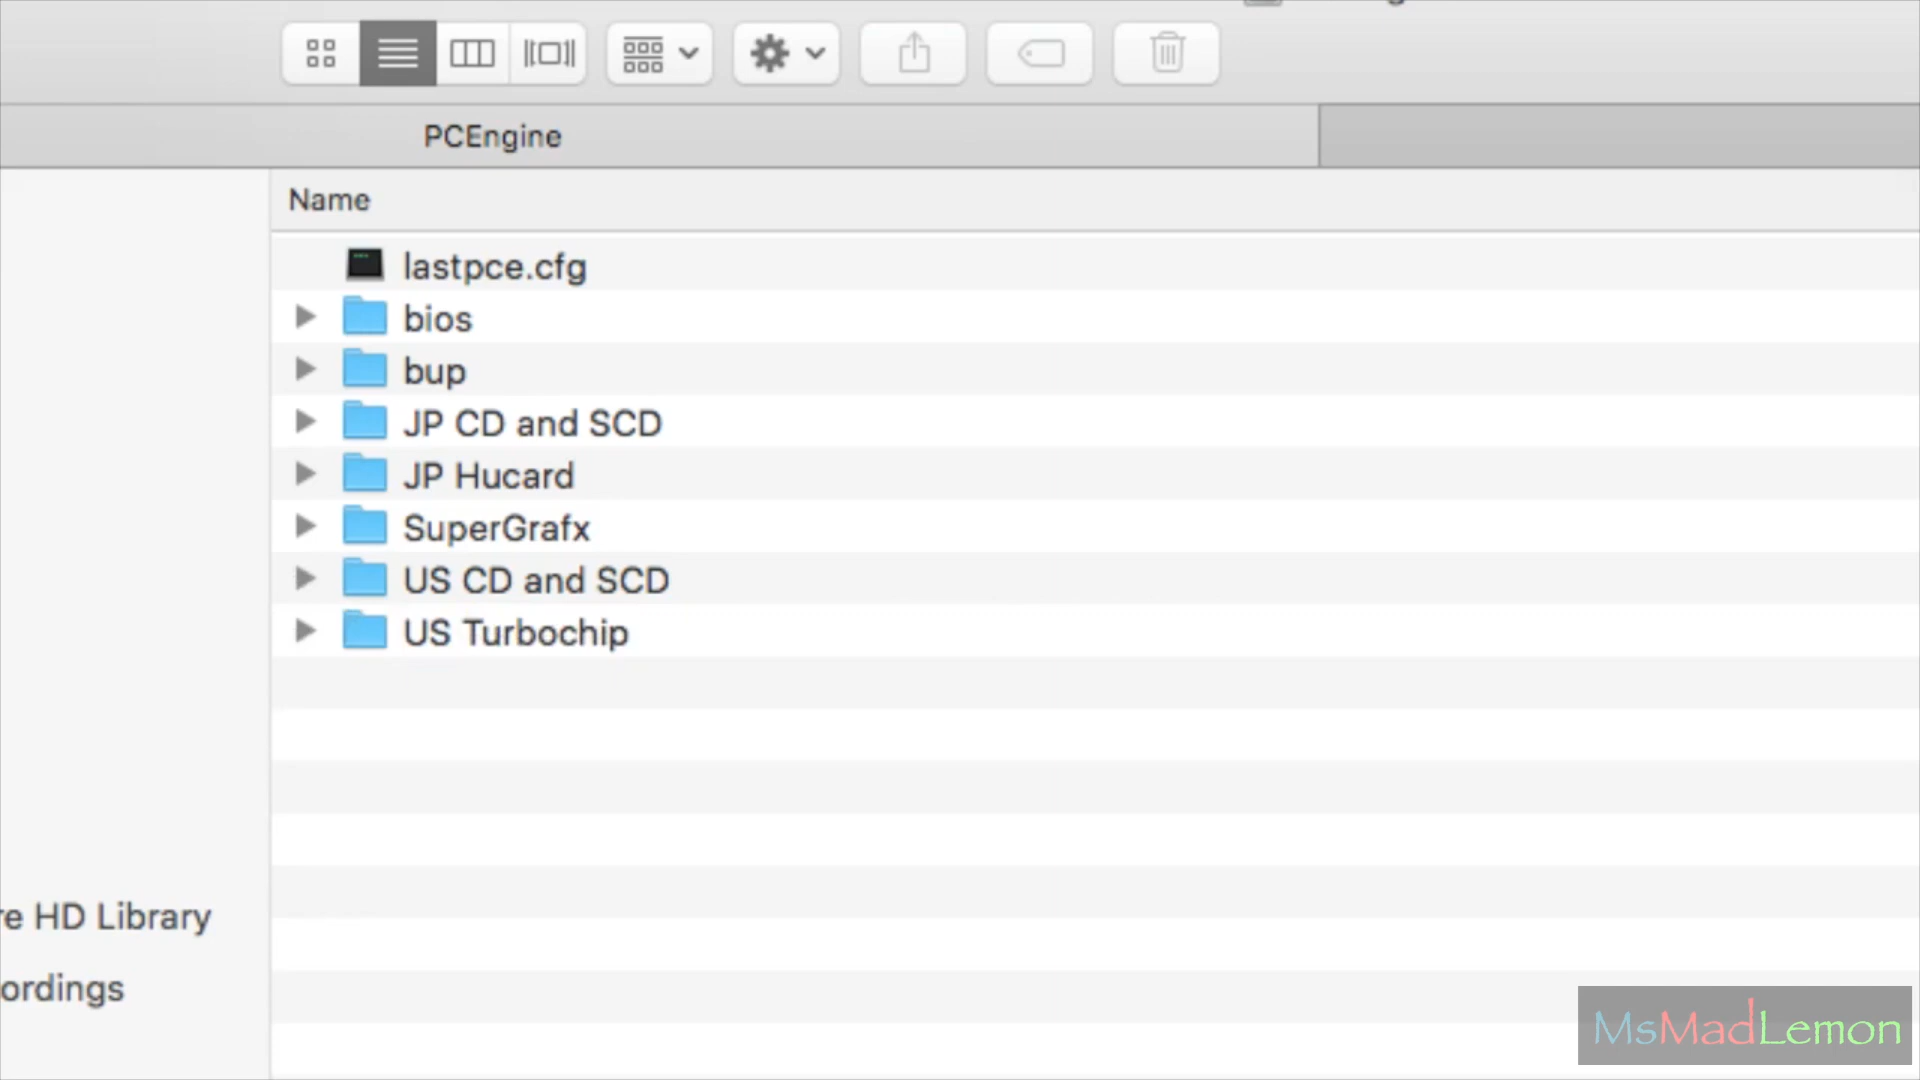 PCEngine
Name
lastpce.cfg
bios
bup
JP CD and SCD
JP Hucard
SuperGrafx
US CD and SCD
US Turbochip
HD Library
MsMadLemon